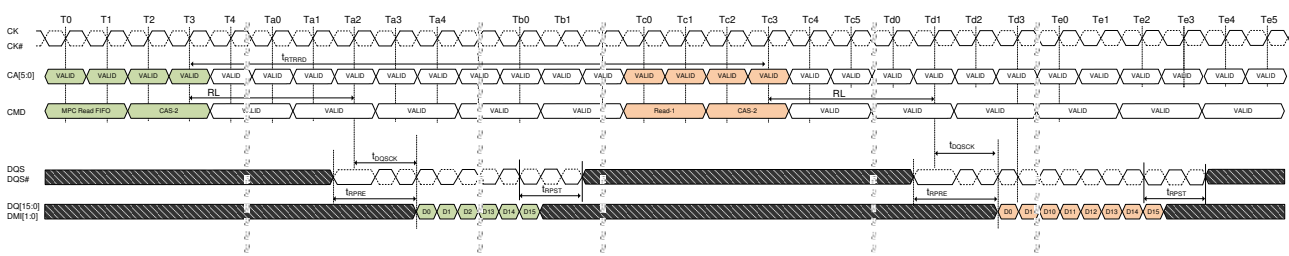 T0 T1 T2 T3 T4 Ta0 Ta1 Ta2 Ta3 Ta4 Tb0 Tb1 Tc0 Tc1 Tc2 Tc3 Tc4 Tc5 Td0 Td1 Td2 Td3 Te0 Te1 Te2 Te3 Te4 Te5
CK
CK#
tRTRRD
CA[5:0] VALID VALID VALID VALID VALID VALID VALID VALID VALID VALID VALID VALID VALID VALID VALID VALID VALID VALID VALID VALID VALID VALID VALID VALID VALID VALID VALID VALID VALID VALID
RL RL
CMD MPC Read FIFO CAS-2 VALID VALID VALID VALID VALID Read-1 CAS-2 VALID VALID VALID VALID VALID VALID
tDQSCK tDQSCK
DQS
DQS#
tRPRE tRPST tRPRE tRPST
DQ[15:0]
DMI[1:0]
D0 D1 D2 D13 D14 D15 D0 D1 D10 D11 D12 D13 D14 D15